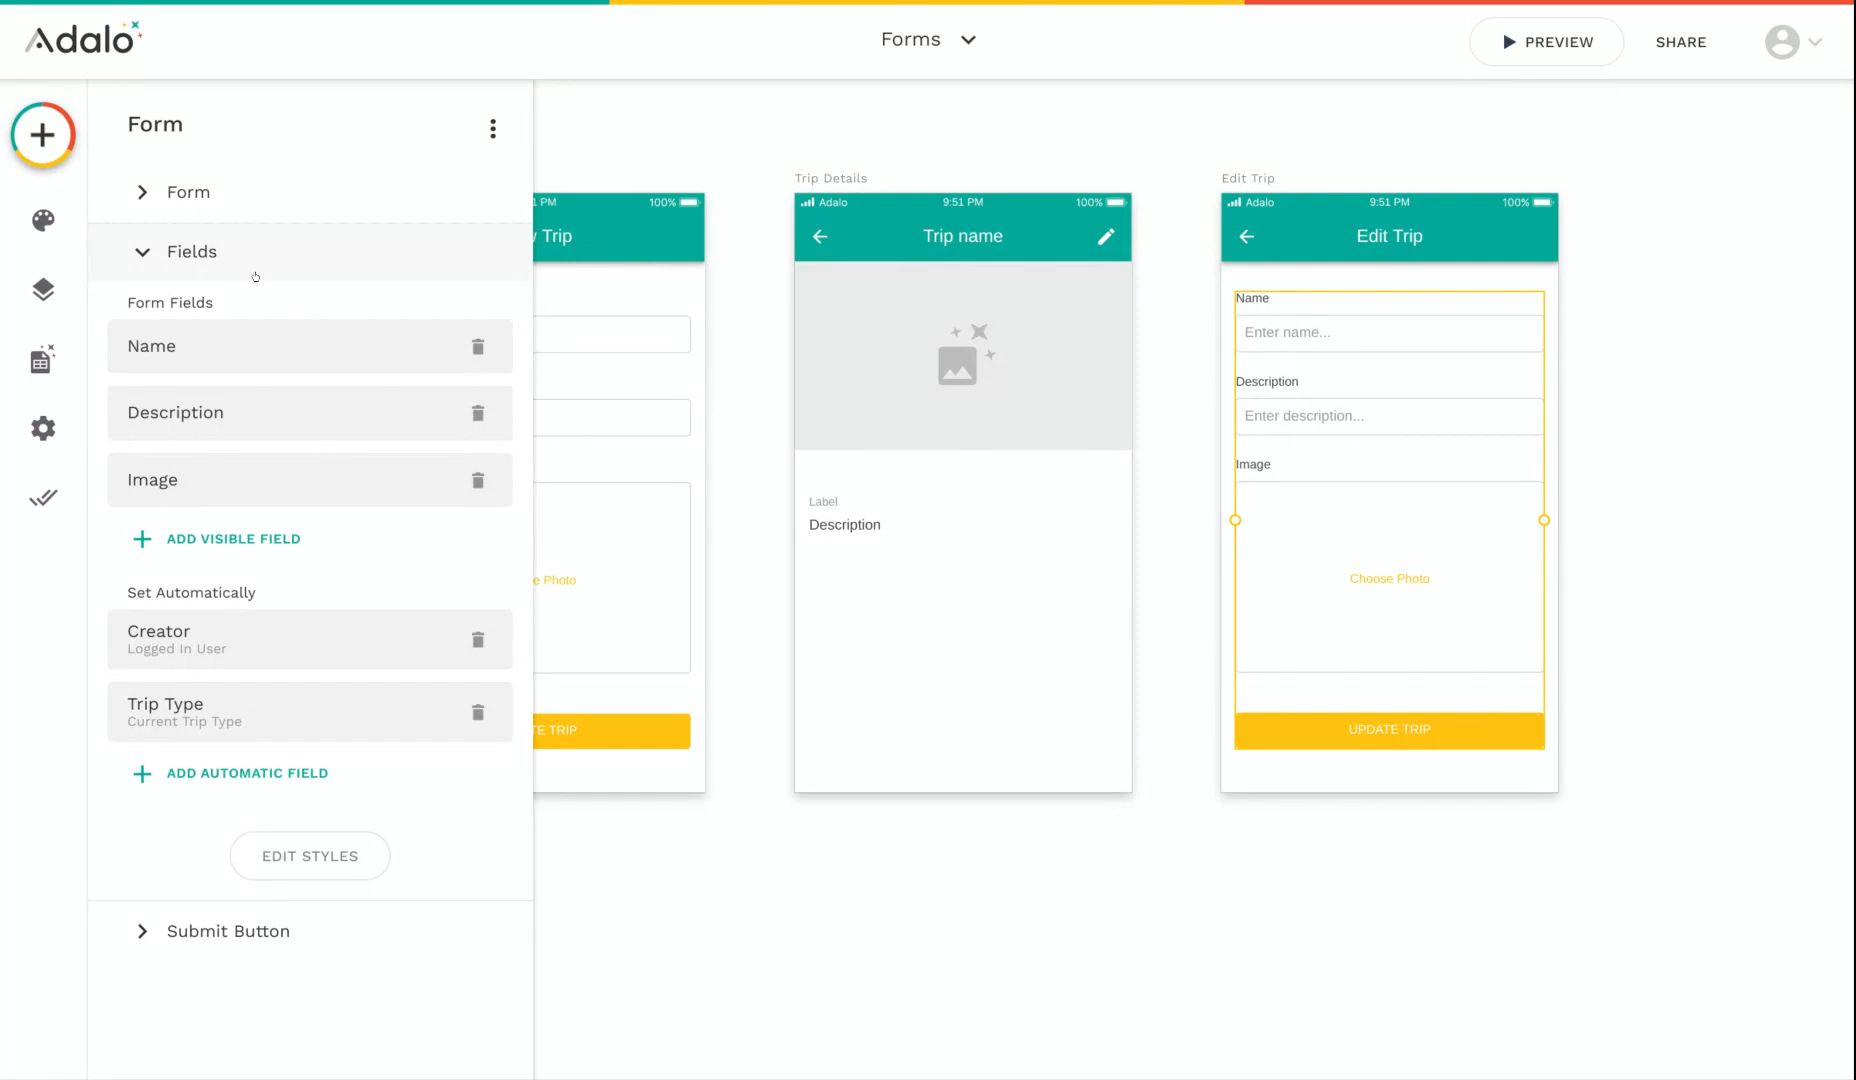 Adalo
Forms
PREVIEW
SHARE
Form
Form
Fields
Form Fields
Name
Description
Image
ADD VISIBLE FIELD
Set Automatically
Creator
Logged In User
Trip Type
Current Trip Type
ADD AUTOMATIC FIELD
EDIT STYLES
Submit Button
1 PM 100%
Trip
e Photo
TE TRIP
Trip Details
Adalo 9:51 PM 100%
Trip name
Label
Description
Edit Trip
Adalo 9:51 PM 100%
Edit Trip
Name
Enter name...
Description
Enter description...
Image
Choose Photo
UPDATE TRIP